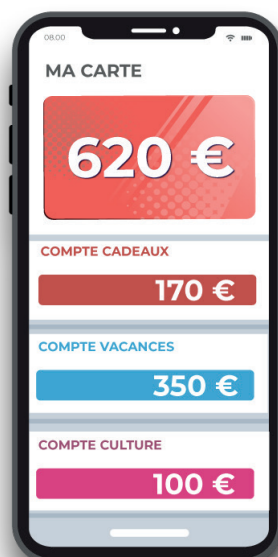 08.00
MA CARTE
620 €
COMPTE CADEAUX
170 €
COMPTE VACANCES
350 €
COMPTE CULTURE
100 €